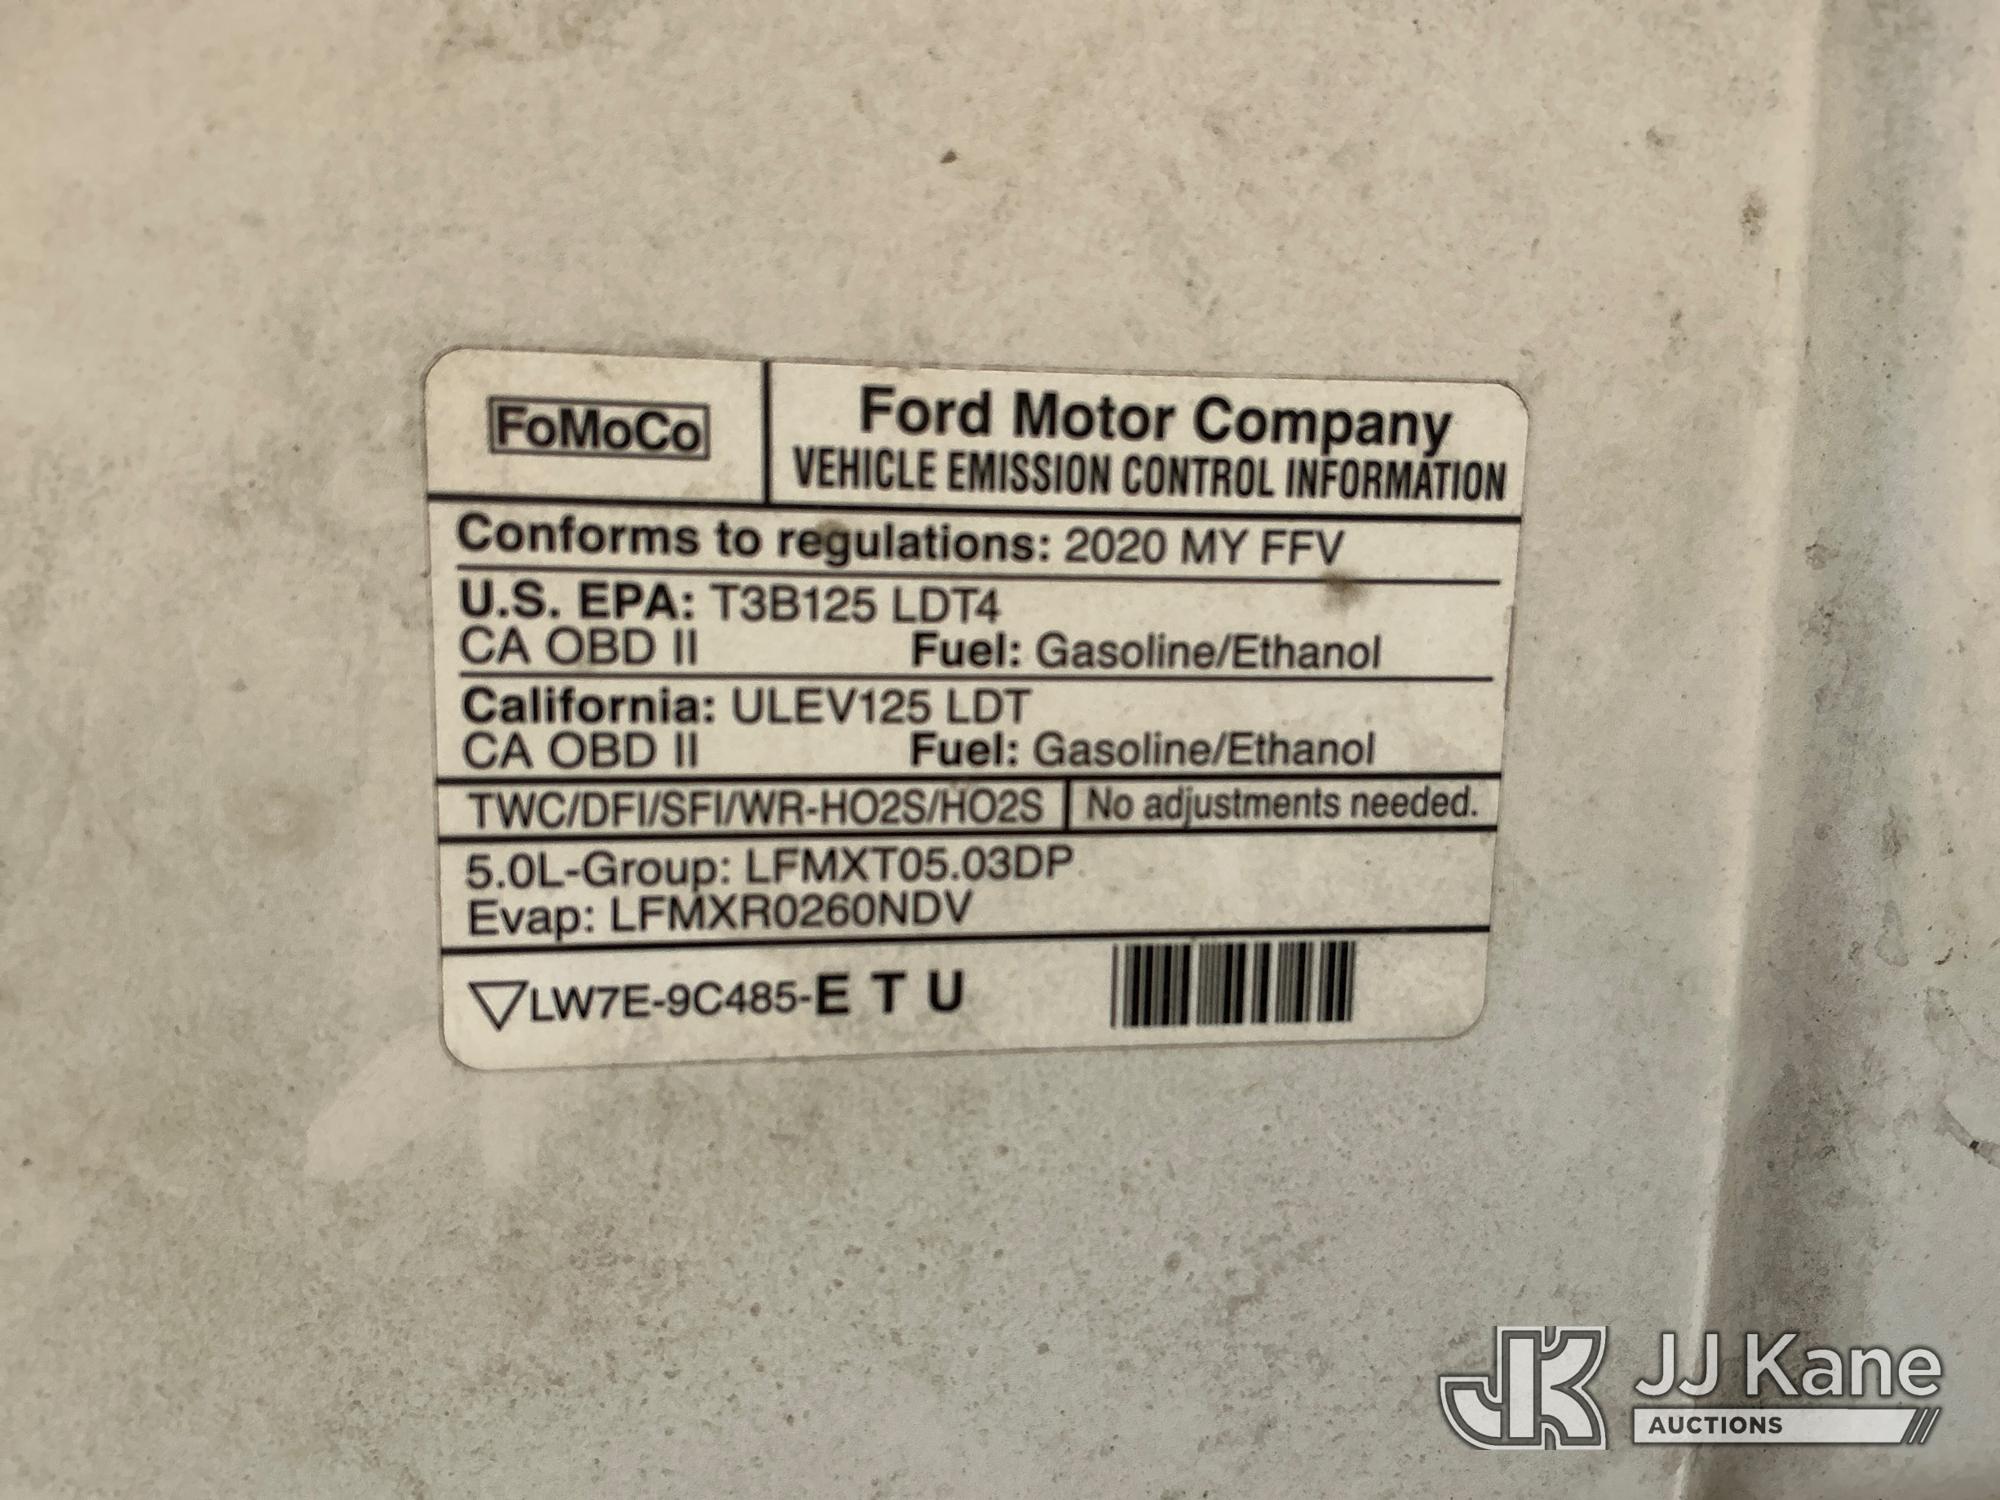 FoMoCo
Ford Motor Company
VEHICLE EMISSION CONTROL INFORMATION
Conforms to regulations: 2020 MY FFV
U.S. EPA: T3B125 LDT4
CA OBD II Fuel: Gasoline/Ethanol
California: ULEV125 LDT
CA OBD II Fuel: Gasoline/Ethanol
TWC/DFI/SFI/WR-HO2S/HO2S No adjustments needed.
5.0L-Group: LFMXT05.03DP
Evap: LFMXR0260NDV
LW7E-9C485-E T U
JK JJ Kane
AUCTIONS